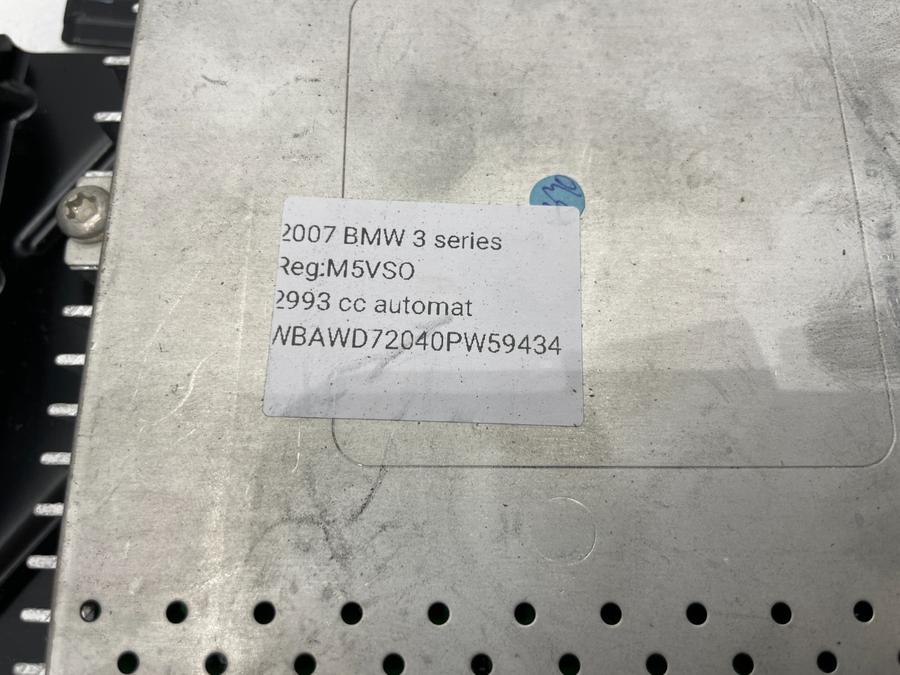 2007 BMW 3 series
Reg:M5VSO
2993 cc automat
WBAWD72040PW59434